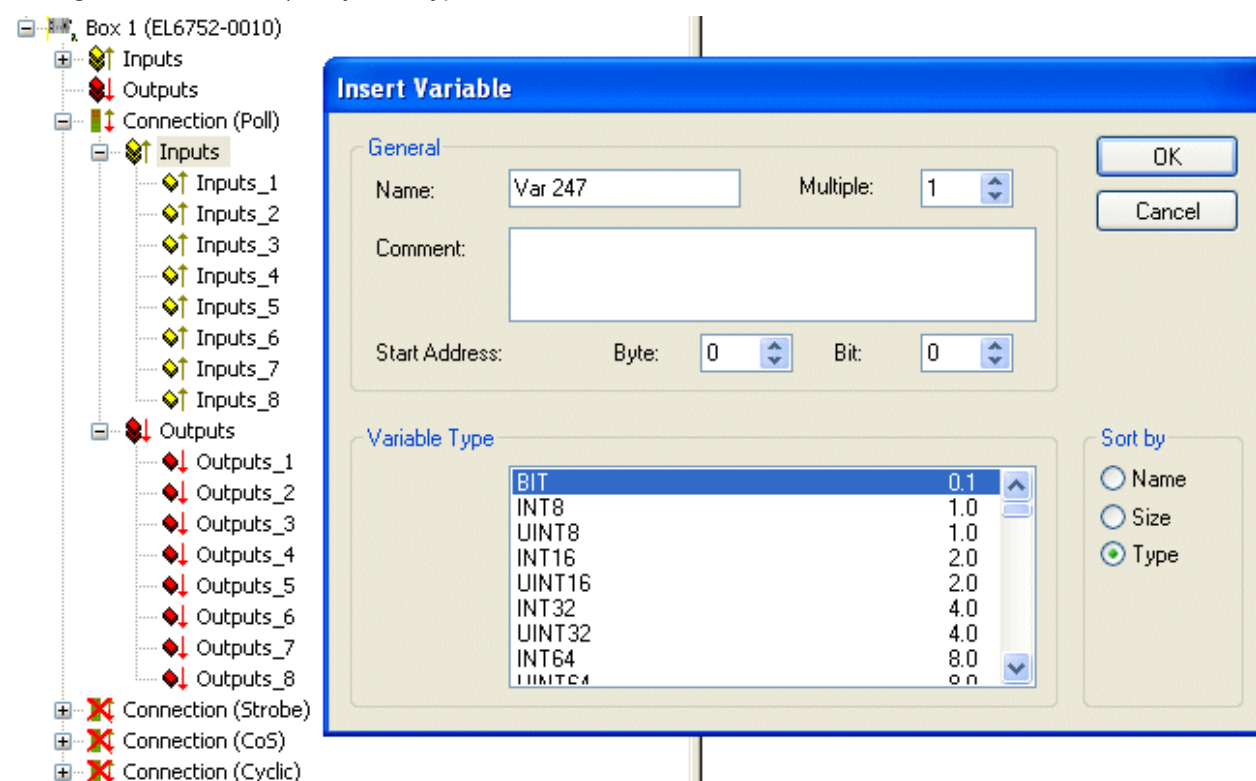 Box 1 (EL6752-0010)
Inputs
Outputs
Connection (Poll)
Inputs
Inputs_1
Inputs_2
Inputs_3
Inputs_4
Inputs_5
Inputs_6
Inputs_7
Inputs_8
Outputs
Outputs_1
Outputs_2
Outputs_3
Outputs_4
Outputs_5
Outputs_6
Outputs_7
Outputs_8
Connection (Strobe)
Connection (CoS)
Connection (Cyclic)
Insert Variable
General
Name: Var 247 Multiple: 1
Comment:
Start Address: Byte: 0 Bit: 0
OK
Cancel
Variable Type
BIT 0.1
INT8 1.0
UINT8 1.0
INT16 2.0
UINT16 2.0
INT32 4.0
UINT32 4.0
INT64 8.0
UINT64 8.0
Sort by
Name
Size
Type